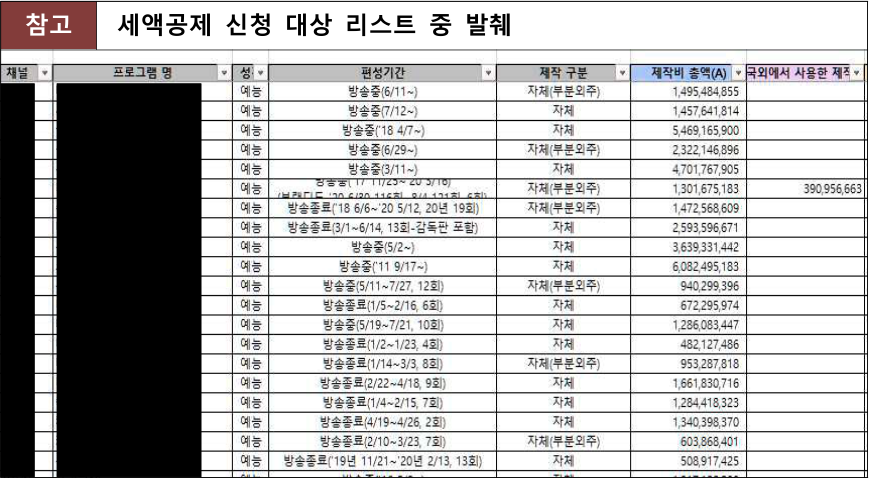 참고 세액공제 신청 대상 리스트 중 발췌
채널 프로그램 명 성 편성기간 제작 구분 제작비 총액(A) 국외에서 사용한 제작
예능 방송중(6/11~) 자체(부분외주) 1,495,484,855
예능 방송중(7/12~) 자체 1,457,641,814
예능 방송중('18 4/7~) 자체 5,469,165,900
예능 방송중(6/29~) 자체(부분외주) 2,322,146,896
예능 방송중(3/11~) 자체 4,701,767,905
예능 방송중('17 11/25~'20 5/16) 자체(부분외주) 1,301,675,183 390,956,663
예능 방송종료('18 6/6~'20 5/12, 20년 19회) 자체(부분외주) 1,472,568,609
예능 방송종료(3/1~6/14, 13회-감독판 포함) 자체 2,593,596,671
예능 방송중(5/2~) 자체 3,639,331,442
예능 방송중('11 9/17~) 자체 6,082,495,183
예능 방송중(5/11~7/27, 12회) 자체(부분외주) 940,299,396
예능 방송종료(1/5~2/16, 6회) 자체 672,295,974
예능 방송중(5/19~7/21, 10회) 자체 1,286,083,447
예능 방송종료(1/2~1/23, 4회) 자체 482,127,486
예능 방송종료(1/14~3/3, 8회) 자체(부분외주) 953,287,818
예능 방송종료(2/22~4/18, 9회) 자체 1,661,830,716
예능 방송종료(1/4~2/15, 7회) 자체 1,284,418,323
예능 방송종료(4/19~4/26, 2회) 자체 1,340,398,370
예능 방송종료(2/10~3/23, 7회) 자체(부분외주) 603,868,401
예능 방송종료('19년 11/21~'20년 2/13, 13회) 자체 508,917,425